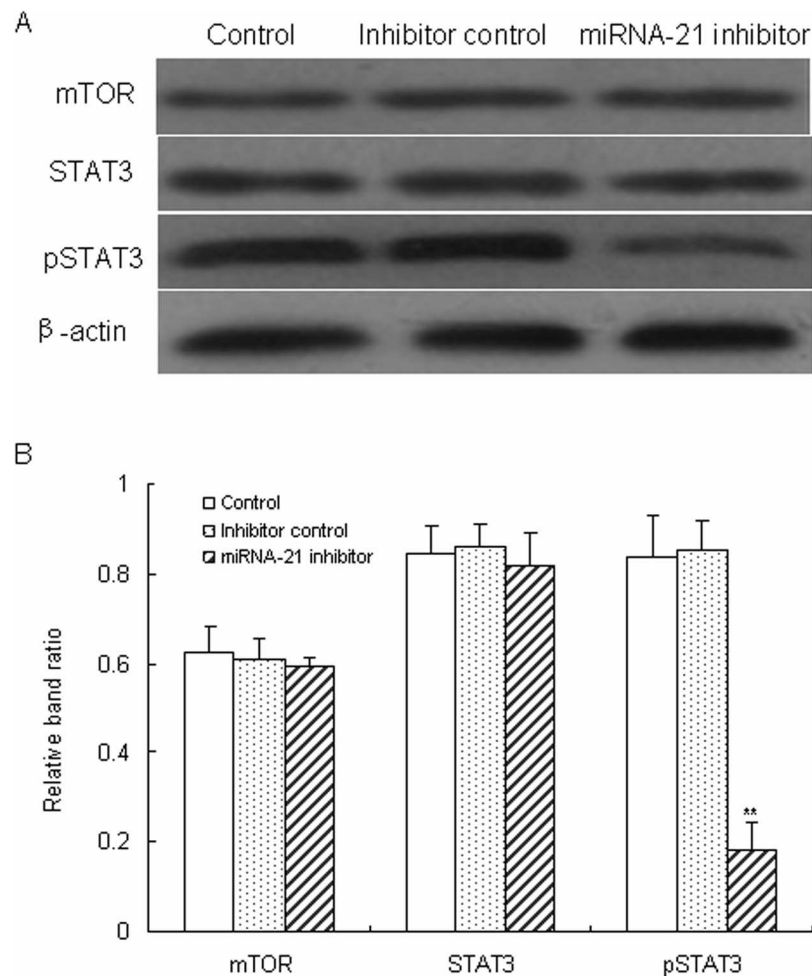 A
Control Inhibitor control miRNA-21 inhibitor
mTOR
STAT3
pSTAT3
β-actin
B
1
Control
Inhibitor control
miRNA-21 inhibitor
0.8
0.6
0.4
0.2
0
Relative band ratio
**
mTOR STAT3 pSTAT3